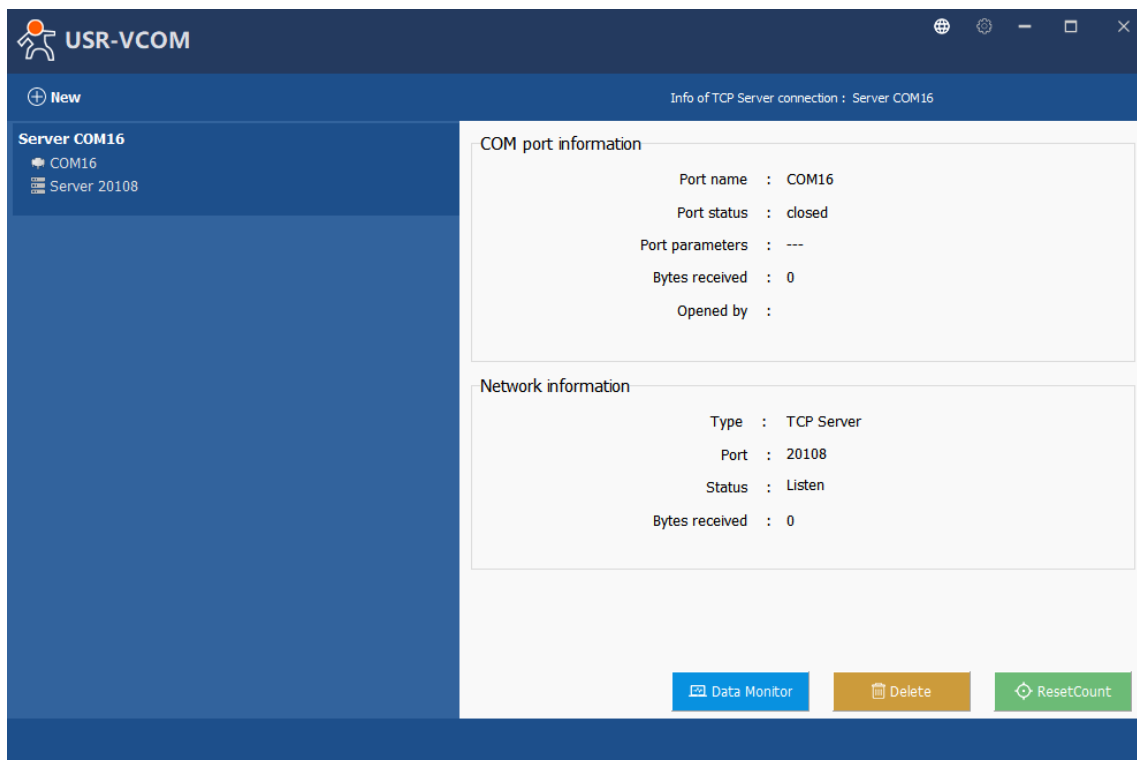 USR-VCOM
New
Info of TCP Server connection : Server COM16
Server COM16
COM16
Server 20108
COM port information
Port name : COM16
Port status : closed
Port parameters : ---
Bytes received : 0
Opened by :
Network information
Type : TCP Server
Port : 20108
Status : Listen
Bytes received : 0
Data Monitor
Delete
ResetCount